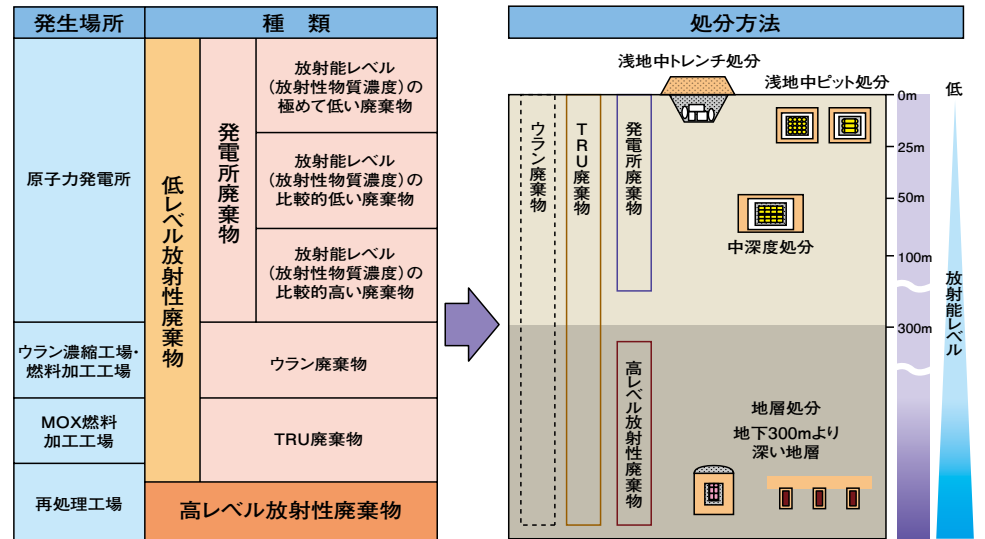 発生場所
種 類
原子力発電所
ウラン濃縮工場・
燃料加工工場
MOX燃料
加工工場
再処理工場
低レベル放射性廃棄物
発電所廃棄物
放射能レベル
(放射性物質濃度)の
極めて低い廃棄物
放射能レベル
(放射性物質濃度)の
比較的低い廃棄物
放射能レベル
(放射性物質濃度)の
比較的高い廃棄物
ウラン廃棄物
TRU廃棄物
高レベル放射性廃棄物
処分方法
浅地中トレンチ処分
浅地中ピット処分
ウラン廃棄物
TRU廃棄物
発電所廃棄物
高レベル放射性廃棄物
中深度処分
地層処分
地下300mより
深い地層
0m
25m
50m
100m
300m
低
放射能レベル